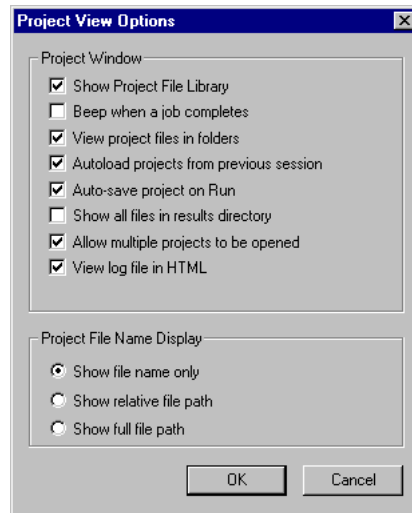 Project View Options
Project Window
Show Project File Library
Beep when a job completes
View project files in folders
Autoload projects from previous session
Auto-save project on Run
Show all files in results directory
Allow multiple projects to be opened
View log file in HTML
Project File Name Display
Show file name only
Show relative file path
Show full file path
OK Cancel